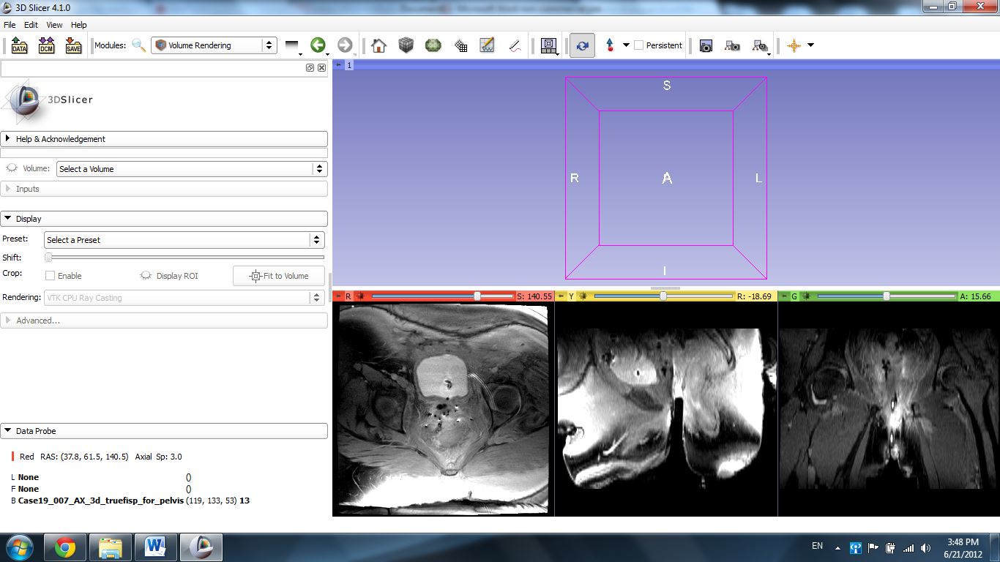 3D Slicer 4.1.0
File Edit View Help
DATA DCM SAVE Modules: Volume Rendering Persistent
1
3DSlicer
Help & Acknowledgement
Volume: Select a Volume
Inputs
Display
Preset: Select a Preset
Shift:
Crop: Enable Display ROI Fit to Volume
Rendering: VTK CPU Ray Casting
Advanced...
Data Probe
Red RAS: (37.8, 61.5, 140.5) Axial Sp: 3.0
L None ()
F None ()
B Case19_007_AX_3d_truefisp_for_pelvis (119, 133, 53) 13
S
R A L
I
R S: 140.55
Y R: -18.69
G A: 15.66
EN
3:48 PM
6/21/2012